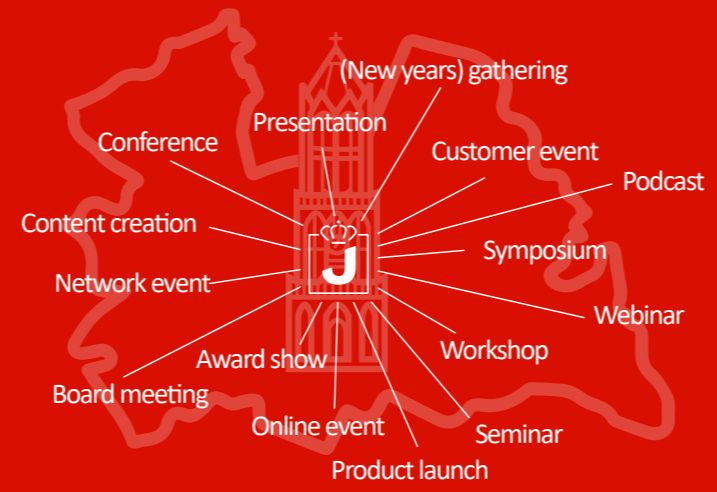 (New years) gathering
Presentation
Conference
Customer event
Podcast
Content creation
Symposium
J
Network event
Webinar
Workshop
Award show
Board meeting
Online event
Seminar
Product launch